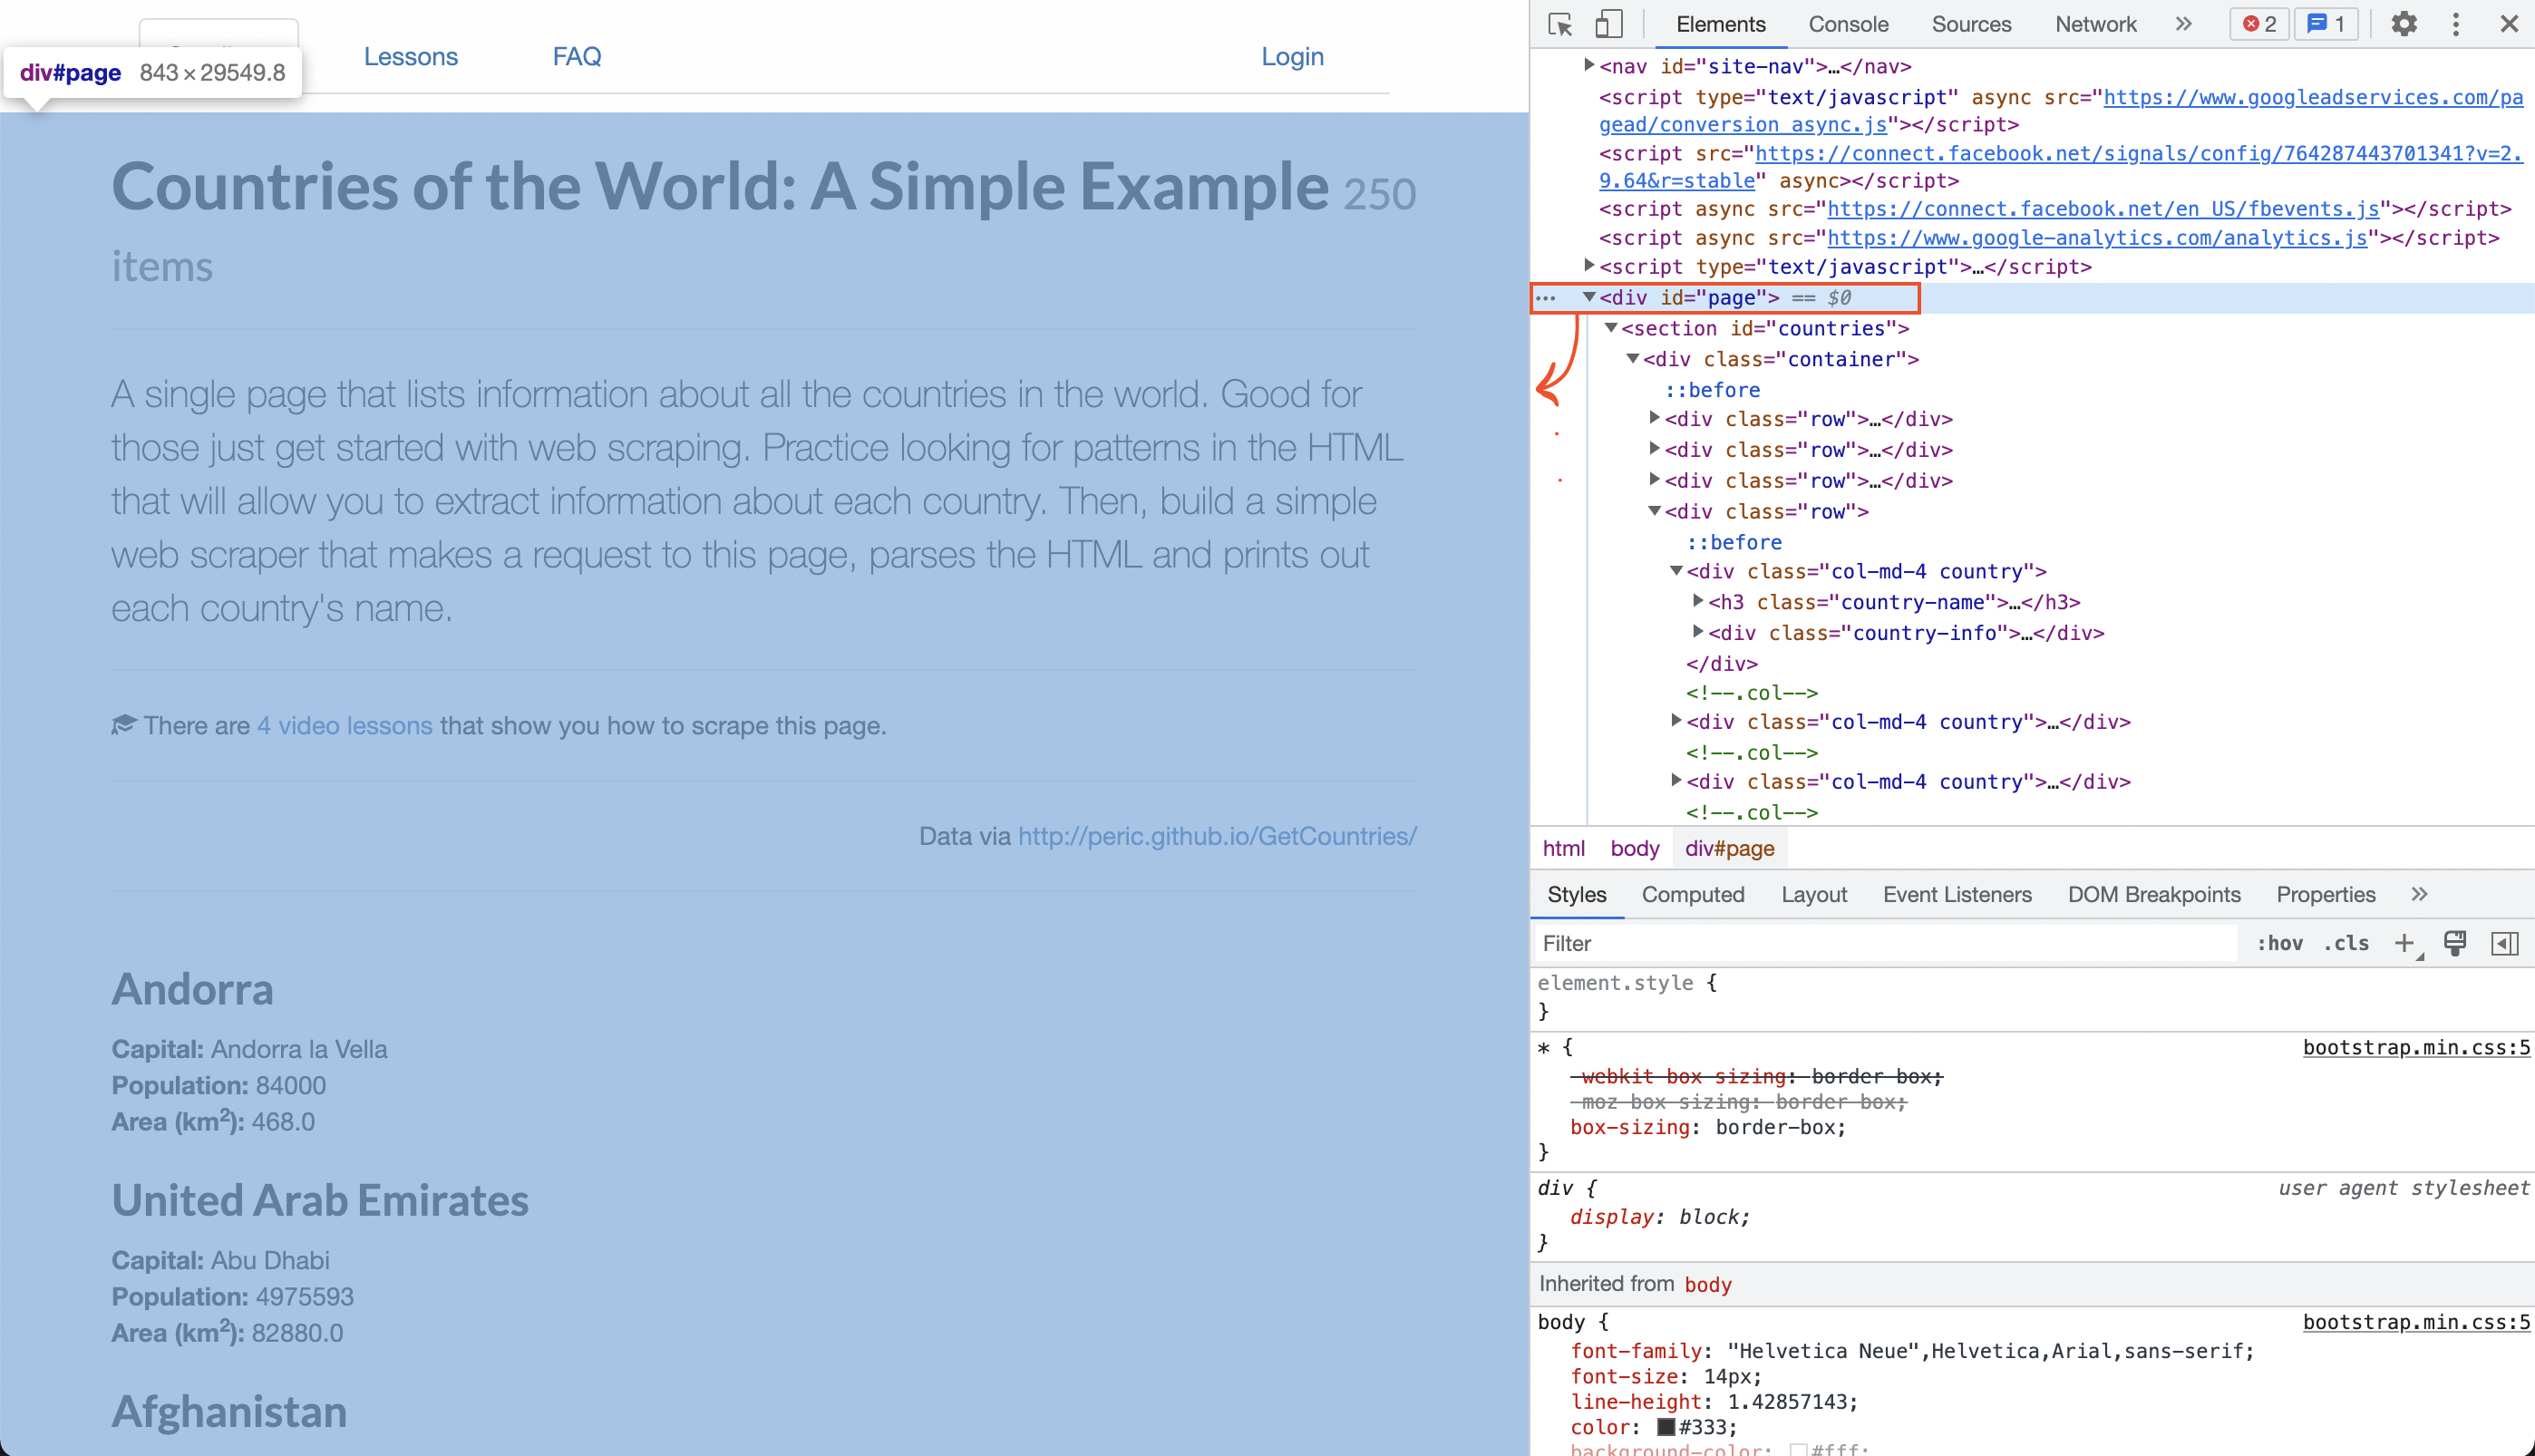 div#page 843 × 29549.8
Lessons
FAQ
Login
Countries of the World: A Simple Example 250
items
A single page that lists information about all the countries in the world. Good for
those just get started with web scraping. Practice looking for patterns in the HTML
that will allow you to extract information about each country. Then, build a simple
web scraper that makes a request to this page, parses the HTML and prints out
each country's name.
There are 4 video lessons that show you how to scrape this page.
Data via http://peric.github.io/GetCountries/
Andorra
Capital: Andorra la Vella
Population: 84000
Area (km²): 468.0
United Arab Emirates
Capital: Abu Dhabi
Population: 4975593
Area (km²): 82880.0
Afghanistan
Elements Console Sources Network » 2 1
<nav id="site-nav">…</nav>
<script type="text/javascript" async src="https://www.googleadservices.com/pa
gead/conversion_async.js"></script>
<script src="https://connect.facebook.net/signals/config/764287443701341?v=2.
9.64&r=stable" async></script>
<script async src="https://connect.facebook.net/en_US/fbevents.js"></script>
<script async src="https://www.google-analytics.com/analytics.js"></script>
<script type="text/javascript">…</script>
… <div id="page"> == $0
<section id="countries">
<div class="container">
::before
<div class="row">…</div>
<div class="row">…</div>
<div class="row">…</div>
<div class="row">
::before
<div class="col-md-4 country">
<h3 class="country-name">…</h3>
<div class="country-info">…</div>
</div>
<!--.col-->
<div class="col-md-4 country">…</div>
<!--.col-->
<div class="col-md-4 country">…</div>
<!--.col-->
html body div#page
Styles Computed Layout Event Listeners DOM Breakpoints Properties »
Filter :hov .cls +
element.style {
}
* { bootstrap.min.css:5
-webkit-box-sizing: border-box;
-moz-box-sizing: border-box;
box-sizing: border-box;
}
div { user agent stylesheet
display: block;
}
Inherited from body
body { bootstrap.min.css:5
font-family: "Helvetica Neue",Helvetica,Arial,sans-serif;
font-size: 14px;
line-height: 1.42857143;
color: #333;
background-color: #fff;